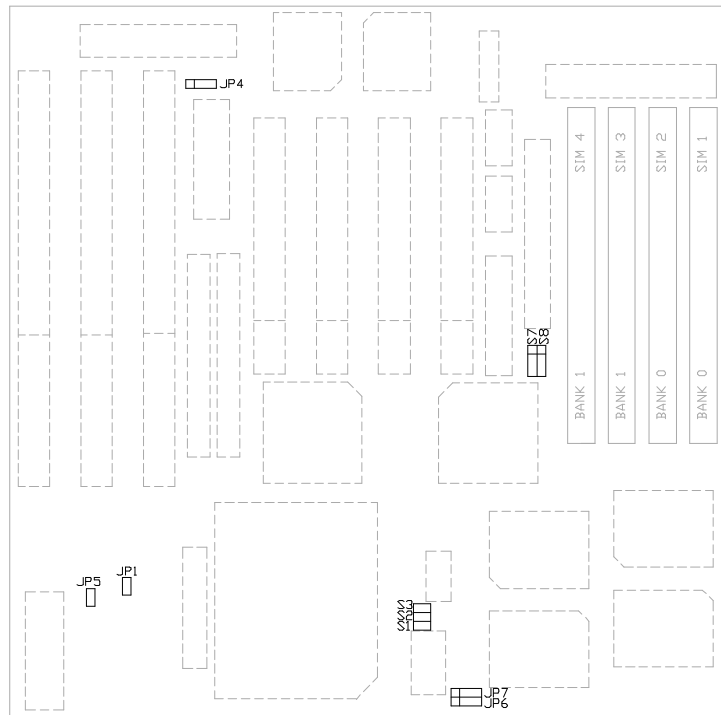 JP4
SIM 4
SIM 3
SIM 2
SIM 1
S7
S8
BANK 1
BANK 1
BANK 0
BANK 0
JP1
JP5
S3
S2
S1
JP7
JP6